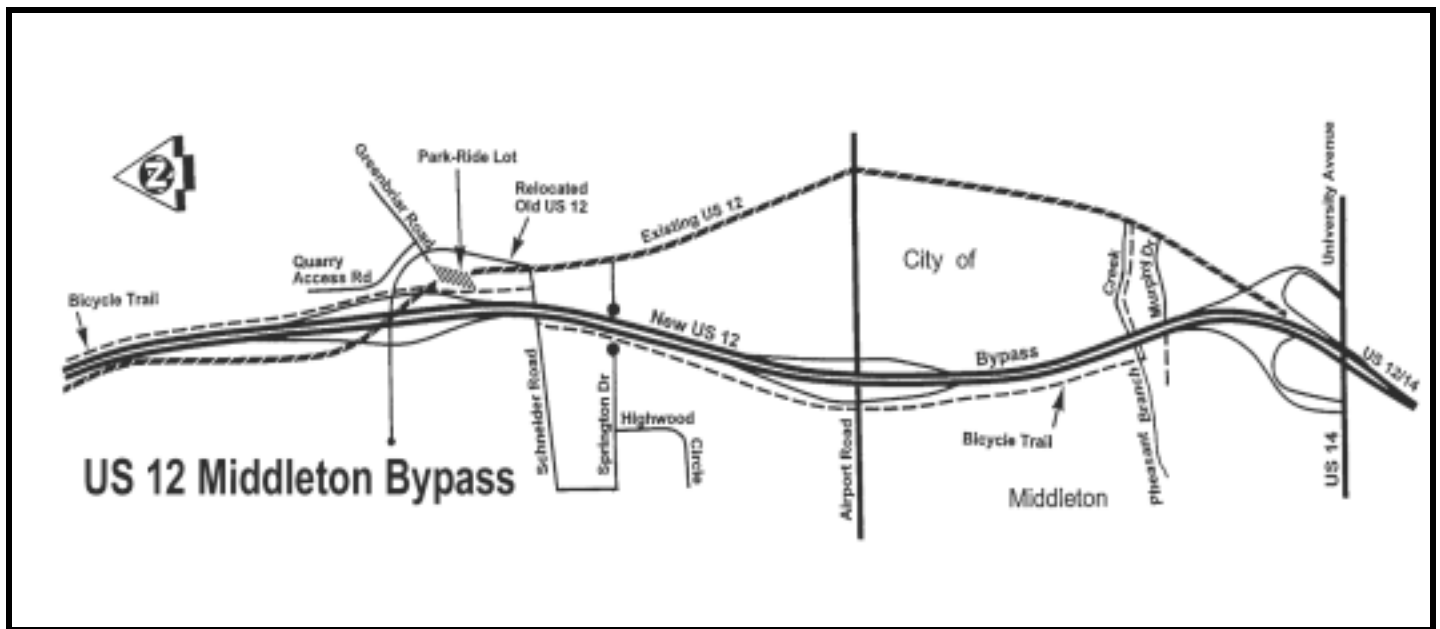 N
Greenbriar Road
Park-Ride Lot
Relocated
Old US 12
Existing US 12
University Avenue
Quarry
Access Rd
City of
Creek
Murphy Dr
Bicycle Trail
New US 12
Bypass
US 12/14
Schneider Road
Springton Dr
Highwood
Circle
Airport Road
Bicycle Trail
Pheasant Branch
US 14
Middleton
US 12 Middleton Bypass